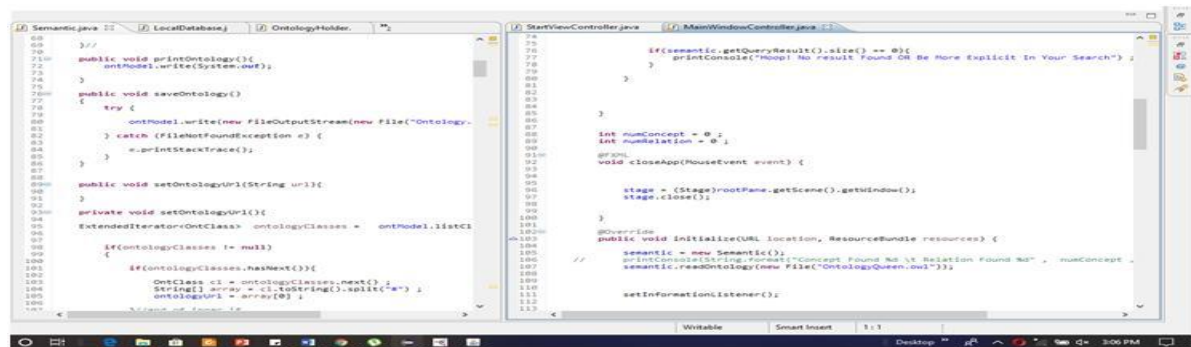 Semantic.java
LocalDatabase.j
OntologyHolder.
StartViewController.java
MainWindowController.java
}//
public void printOntology(){
ontModel.write(System.out);
}
public void saveOntology()
{
try {
ontModel.write(new FileOutputStream(new File("Ontology.
} catch (FileNotFoundException e) {
e.printStackTrace();
}
}
public void setOntologyUrl(String url){
}
private void setOntologyUrl(){
ExtendedIterator<OntClass> ontologyClasses = ontModel.listCl
if(ontologyClasses != null)
{
if(ontologyClasses.hasNext()){
OntClass cl = ontologyClasses.next() ;
String[] array = cl.toString().split("#") ;
ontologyUrl = array[0] ;
if(semantic.getQueryResult().size() == 0){
printConsole("Hoop! No result Found OR Be More Explicit In Your Search") ;
}
}
}
int numConcept = 0 ;
int numRelation = 0 ;
@FXML
void closeApp(MouseEvent event) {
stage = (Stage)rootPane.getScene().getWindow();
stage.close();
}
@Override
public void initialize(URL location, ResourceBundle resources) {
semantic = new Semantic();
// printConsole(String.format("Concept Found %d \t Relation Found %d" , numConcept ,
semantic.readOntology(new File("OntologyQueen.owl"));
setInformationListener();
Writable
Smart Insert
1 : 1
Desktop
3:06 PM